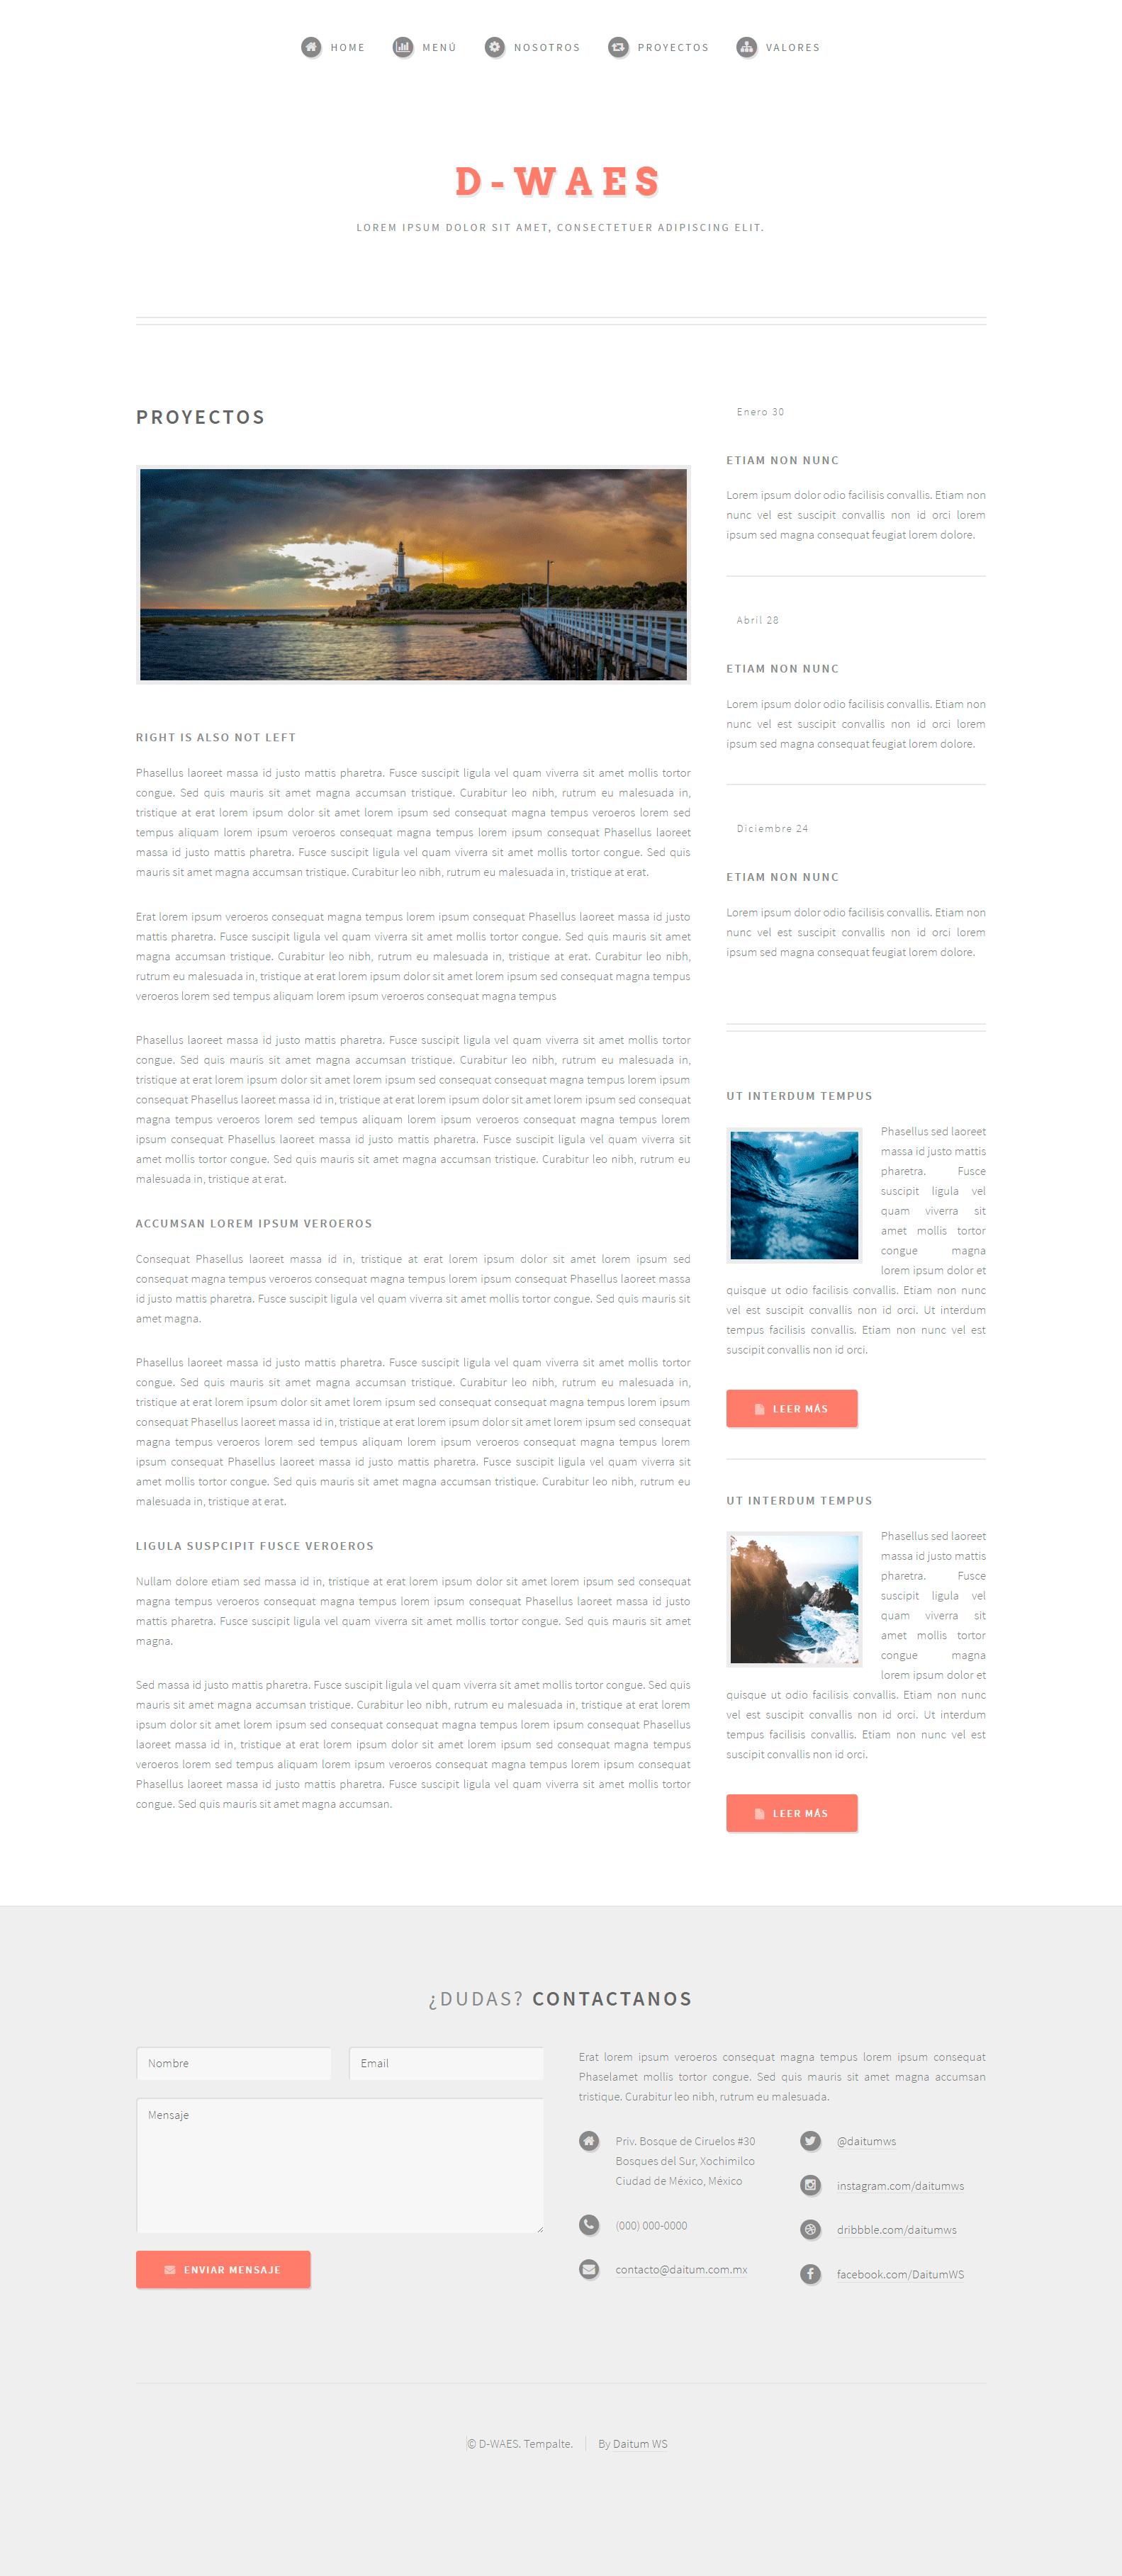 HOME MENÚ NOSOTROS PROYECTOS VALORES
D-WAES
LOREM IPSUM DOLOR SIT AMET, CONSECTETUER ADIPISCING ELIT.
PROYECTOS
RIGHT IS ALSO NOT LEFT
Phasellus laoreet massa id justo mattis pharetra. Fusce suscipit ligula vel quam viverra sit amet mollis tortor
congue. Sed quis mauris sit amet magna accumsan tristique. Curabitur leo nibh, rutrum eu malesuada in,
tristique at erat lorem ipsum dolor sit amet lorem ipsum sed consequat magna tempus veroeros lorem sed
tempus aliquam lorem ipsum veroeros consequat magna tempus lorem ipsum consequat Phasellus laoreet
massa id justo mattis pharetra. Fusce suscipit ligula vel quam viverra sit amet mollis tortor congue. Sed quis
mauris sit amet magna accumsan tristique. Curabitur leo nibh, rutrum eu malesuada in, tristique at erat.
Erat lorem ipsum veroeros consequat magna tempus lorem ipsum consequat Phasellus laoreet massa id justo
mattis pharetra. Fusce suscipit ligula vel quam viverra sit amet mollis tortor congue. Sed quis mauris sit amet
magna accumsan tristique. Curabitur leo nibh, rutrum eu malesuada in, tristique at erat. Curabitur leo nibh,
rutrum eu malesuada in, tristique at erat lorem ipsum dolor sit amet lorem ipsum sed consequat magna tempus
veroeros lorem sed tempus aliquam lorem ipsum veroeros consequat magna tempus
Phasellus laoreet massa id justo mattis pharetra. Fusce suscipit ligula vel quam viverra sit amet mollis tortor
congue. Sed quis mauris sit amet magna accumsan tristique. Curabitur leo nibh, rutrum eu malesuada in,
tristique at erat lorem ipsum dolor sit amet lorem ipsum sed consequat consequat magna tempus lorem ipsum
consequat Phasellus laoreet massa id in, tristique at erat lorem ipsum dolor sit amet lorem ipsum sed consequat
magna tempus veroeros lorem sed tempus aliquam lorem ipsum veroeros consequat magna tempus lorem
ipsum consequat Phasellus laoreet massa id justo mattis pharetra. Fusce suscipit ligula vel quam viverra sit
amet mollis tortor congue. Sed quis mauris sit amet magna accumsan tristique. Curabitur leo nibh, rutrum eu
malesuada in, tristique at erat.
ACCUMSAN LOREM IPSUM VEROEROS
Consequat Phasellus laoreet massa id in, tristique at erat lorem ipsum dolor sit amet lorem ipsum sed
consequat magna tempus veroeros consequat magna tempus lorem ipsum consequat Phasellus laoreet massa
id justo mattis pharetra. Fusce suscipit ligula vel quam viverra sit amet mollis tortor congue. Sed quis mauris sit
amet magna.
Phasellus laoreet massa id justo mattis pharetra. Fusce suscipit ligula vel quam viverra sit amet mollis tortor
congue. Sed quis mauris sit amet magna accumsan tristique. Curabitur leo nibh, rutrum eu malesuada in,
tristique at erat lorem ipsum dolor sit amet lorem ipsum sed consequat consequat magna tempus lorem ipsum
consequat Phasellus laoreet massa id in, tristique at erat lorem ipsum dolor sit amet lorem ipsum sed consequat
magna tempus veroeros lorem sed tempus aliquam lorem ipsum veroeros consequat magna tempus lorem
ipsum consequat Phasellus laoreet massa id justo mattis pharetra. Fusce suscipit ligula vel quam viverra sit
amet mollis tortor congue. Sed quis mauris sit amet magna accumsan tristique. Curabitur leo nibh, rutrum eu
malesuada in, tristique at erat.
LIGULA SUSPCIPIT FUSCE VEROEROS
Nullam dolore etiam sed massa id in, tristique at erat lorem ipsum dolor sit amet lorem ipsum sed consequat
magna tempus veroeros consequat magna tempus lorem ipsum consequat Phasellus laoreet massa id justo
mattis pharetra. Fusce suscipit ligula vel quam viverra sit amet mollis tortor congue. Sed quis mauris sit amet
magna.
Sed massa id justo mattis pharetra. Fusce suscipit ligula vel quam viverra sit amet mollis tortor congue. Sed quis
mauris sit amet magna accumsan tristique. Curabitur leo nibh, rutrum eu malesuada in, tristique at erat lorem
ipsum dolor sit amet lorem ipsum sed consequat consequat magna tempus lorem ipsum consequat Phasellus
laoreet massa id in, tristique at erat lorem ipsum dolor sit amet lorem ipsum sed consequat magna tempus
veroeros lorem sed tempus aliquam lorem ipsum veroeros consequat magna tempus lorem ipsum consequat
Phasellus laoreet massa id justo mattis pharetra. Fusce suscipit ligula vel quam viverra sit amet mollis tortor
congue. Sed quis mauris sit amet magna accumsan.
Enero 30
ETIAM NON NUNC
Lorem ipsum dolor odio facilisis convallis. Etiam non
nunc vel est suscipit convallis non id orci lorem
ipsum sed magna consequat feugiat lorem dolore.
Abril 28
ETIAM NON NUNC
Lorem ipsum dolor odio facilisis convallis. Etiam non
nunc vel est suscipit convallis non id orci lorem
ipsum sed magna consequat feugiat lorem dolore.
Diciembre 24
ETIAM NON NUNC
Lorem ipsum dolor odio facilisis convallis. Etiam non
nunc vel est suscipit convallis non id orci lorem
ipsum sed magna consequat feugiat lorem dolore.
UT INTERDUM TEMPUS
Phasellus sed laoreet
massa id justo mattis
pharetra. Fusce
suscipit ligula vel
quam viverra sit
amet mollis tortor
congue magna
lorem ipsum dolor et
quisque ut odio facilisis convallis. Etiam non nunc
vel est suscipit convallis non id orci. Ut interdum
tempus facilisis convallis. Etiam non nunc vel est
suscipit convallis non id orci.
LEER MÁS
UT INTERDUM TEMPUS
Phasellus sed laoreet
massa id justo mattis
pharetra. Fusce
suscipit ligula vel
quam viverra sit
amet mollis tortor
congue magna
lorem ipsum dolor et
quisque ut odio facilisis convallis. Etiam non nunc
vel est suscipit convallis non id orci. Ut interdum
tempus facilisis convallis. Etiam non nunc vel est
suscipit convallis non id orci.
LEER MÁS
¿DUDAS? CONTACTANOS
Nombre Email
Mensaje
ENVIAR MENSAJE
Erat lorem ipsum veroeros consequat magna tempus lorem ipsum consequat
Phaselamet mollis tortor congue. Sed quis mauris sit amet magna accumsan
tristique. Curabitur leo nibh, rutrum eu malesuada.
Priv. Bosque de Ciruelos #30
Bosques del Sur, Xochimilco
Ciudad de México, México
(000) 000-0000
contacto@daitum.com.mx
@daitumws
instagram.com/daitumws
dribbble.com/daitumws
facebook.com/DaitumWS
© D-WAES. Tempalte. By Daitum WS